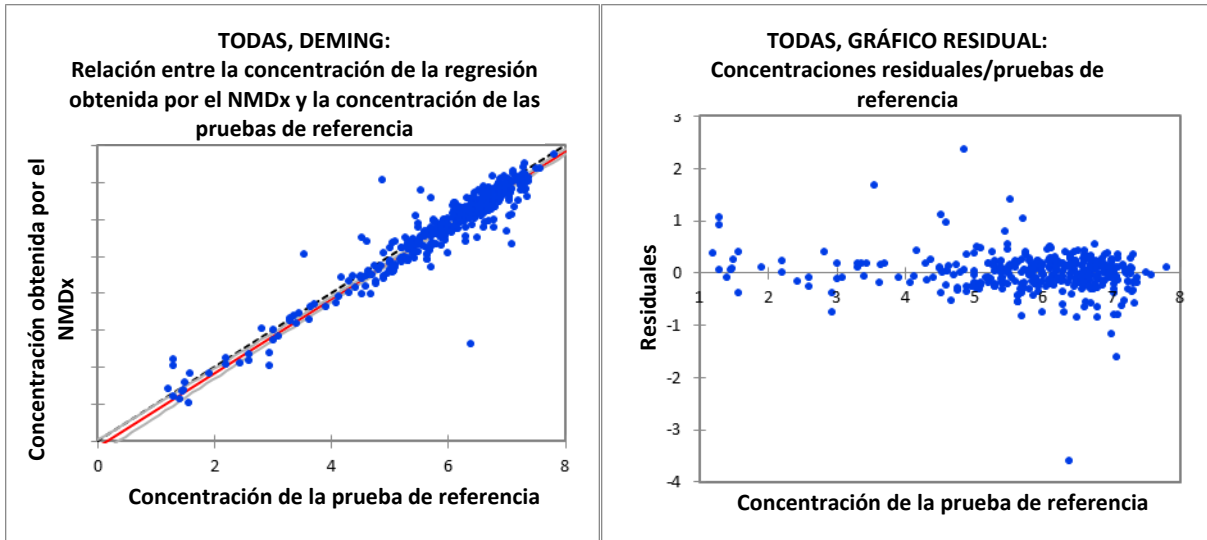 TODAS, DEMING:
Relación entre la concentración de la regresión
obtenida por el NMDx y la concentración de las
pruebas de referencia
Concentración obtenida por el
NMDx
0 2 4 6 8
Concentración de la prueba de referencia
TODAS, GRÁFICO RESIDUAL:
Concentraciones residuales/pruebas de
referencia
3
2
1
0
1 2 3 4 5 6 7 8
-1
-2
-3
-4
Residuales
Concentración de la prueba de referencia